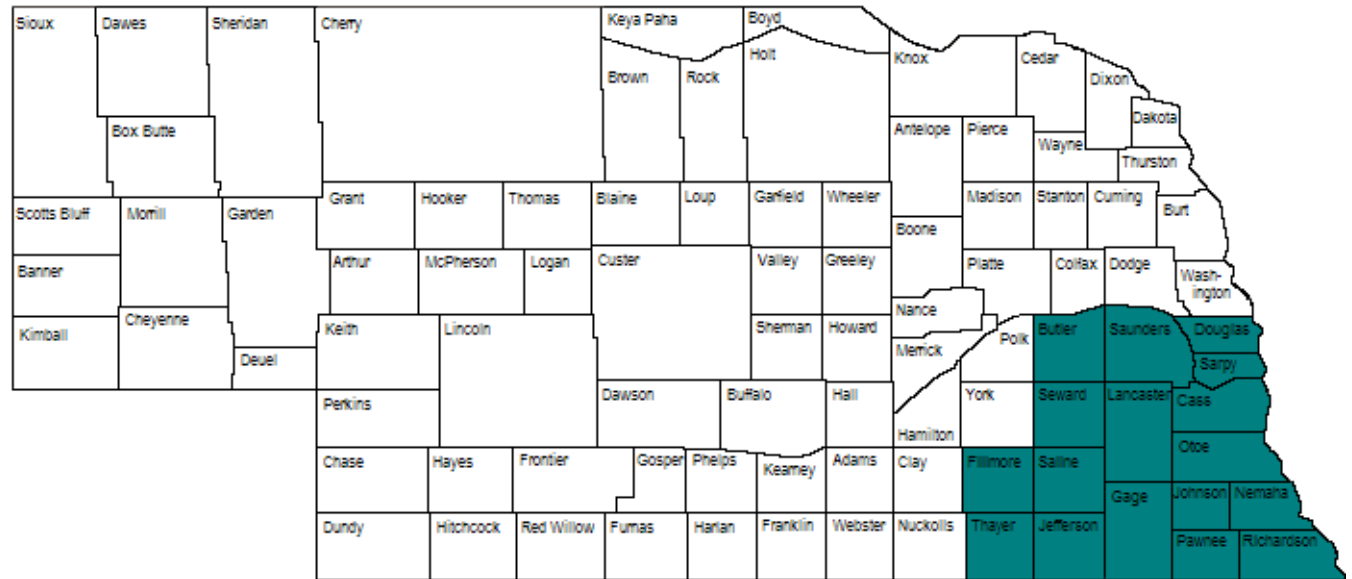 Sioux
Dawes
Sheridan
Cherry
Keya Paha
Boyd
Holt
Knox
Cedar
Dixon
Brown
Rock
Dakota
Box Butte
Antelope
Pierce
Wayne
Thurston
Scotts Bluff
Morrill
Garden
Grant
Hooker
Thomas
Blaine
Loup
Garfield
Wheeler
Madison
Stanton
Cuming
Burt
Boone
Banner
Arthur
McPherson
Logan
Custer
Valley
Greeley
Platte
Colfax
Dodge
Wash-
ington
Nance
Kimball
Cheyenne
Keith
Lincoln
Sherman
Howard
Merrick
Polk
Butler
Saunders
Douglas
Deuel
Sarpy
Perkins
Dawson
Buffalo
Hall
Hamilton
York
Seward
Lancaster
Cass
Otoe
Chase
Hayes
Frontier
Gosper
Phelps
Kearney
Adams
Clay
Fillmore
Saline
Gage
Johnson
Nemaha
Dundy
Hitchcock
Red Willow
Furnas
Harlan
Franklin
Webster
Nuckolls
Thayer
Jefferson
Pawnee
Richardson